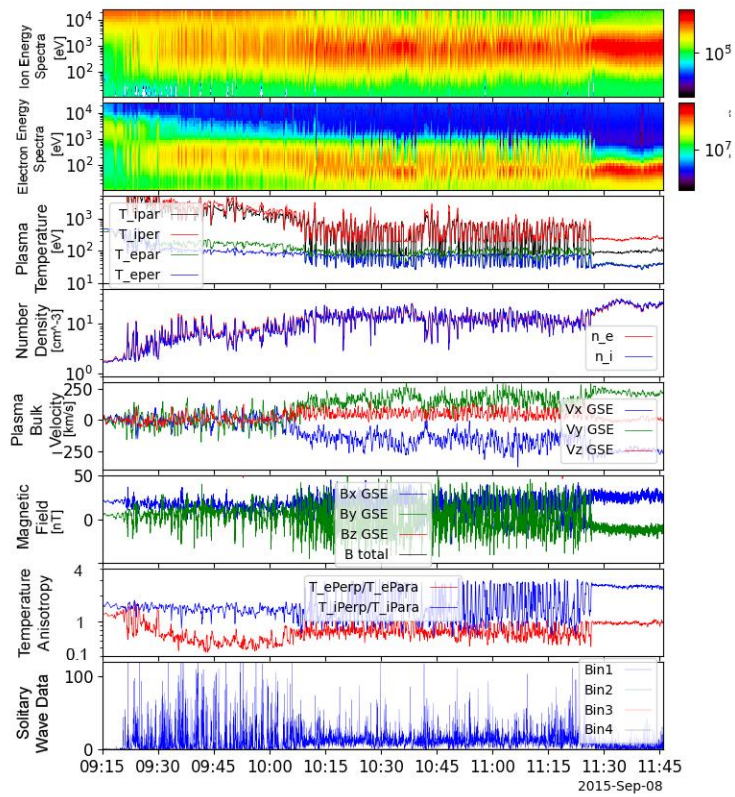 Ion Energy
Spectra
[eV]
10⁴
10³
10²
10⁵
Electron Energy
Spectra
[eV]
10⁴
10³
10²
10⁷
Plasma
Temperature
[eV]
10³
10²
10¹
T_ipar
T_iper
T_epar
T_eper
Number
Density
[cm^-3]
10¹
10⁰
n_e
n_i
Plasma
Bulk
Velocity
[km/s]
250
0
250
Vx GSE
Vy GSE
Vz GSE
Magnetic
Field
[nT]
50
0
Bx GSE
By GSE
Bz GSE
B total
Temperature
Anisotropy
4
1
0.1
T_ePerp/T_ePara
T_iPerp/T_iPara
Solitary
Wave Data
100
0
Bin1
Bin2
Bin3
Bin4
09:15 09:30 09:45 10:00 10:15 10:30 10:45 11:00 11:15 11:30 11:45
2015-Sep-08